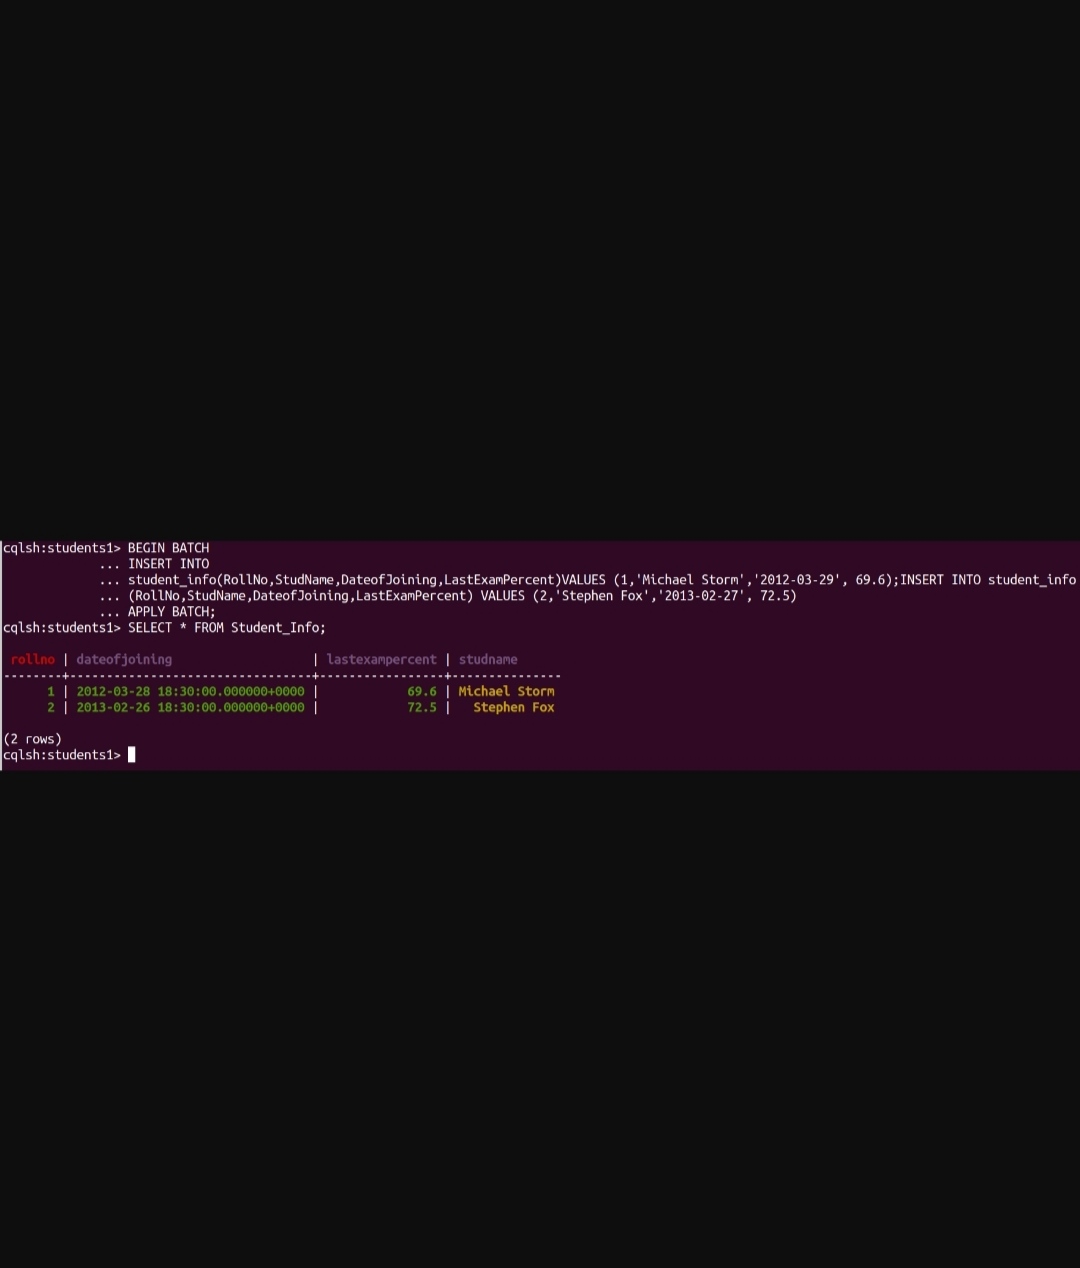 cqlsh:students1> BEGIN BATCH
... INSERT INTO
... student_info(RollNo,StudName,DateofJoining,LastExamPercent)VALUES (1,'Michael Storm','2012-03-29', 69.6);INSERT INTO student_info
... (RollNo,StudName,DateofJoining,LastExamPercent) VALUES (2,'Stephen Fox','2013-02-27', 72.5)
... APPLY BATCH;
cqlsh:students1> SELECT * FROM Student_Info;
rollno | dateofjoining | lastexampercent | studname
--------+---------------------------------+-----------------+---------------
1 | 2012-03-28 18:30:00.000000+0000 | 69.6 | Michael Storm
2 | 2013-02-26 18:30:00.000000+0000 | 72.5 | Stephen Fox
(2 rows)
cqlsh:students1>